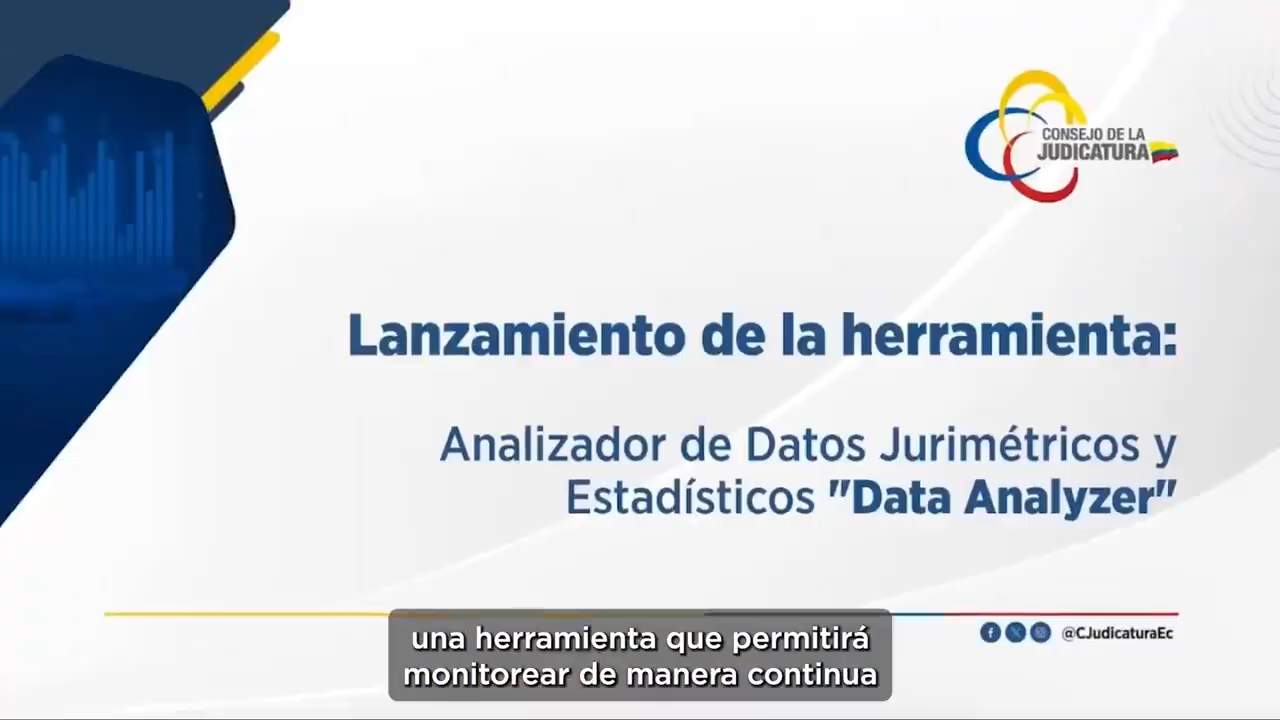 CONSEJO DE LA
JUDICATURA
Lanzamiento de la herramienta:
Analizador de Datos Jurimétricos y
Estadísticos "Data Analyzer"
@CJudicaturaEc
una herramienta que permitirá
monitorear de manera continua